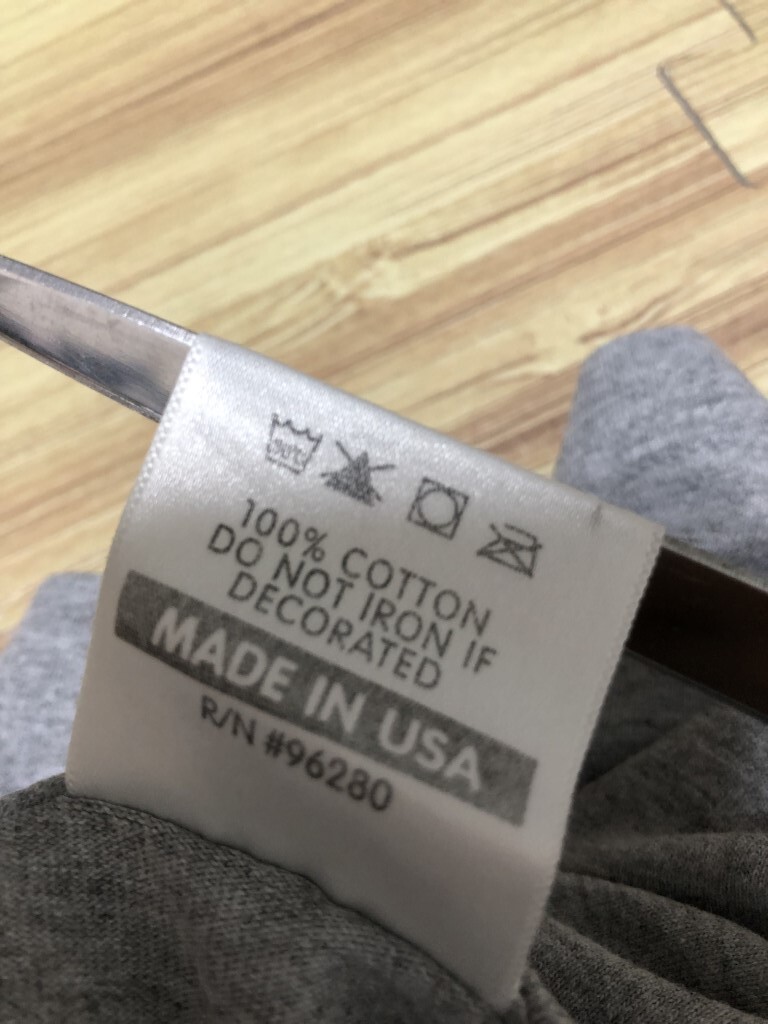 100% COTTON
DO NOT IRON IF
DECORATED
MADE IN USA
R/N #96280